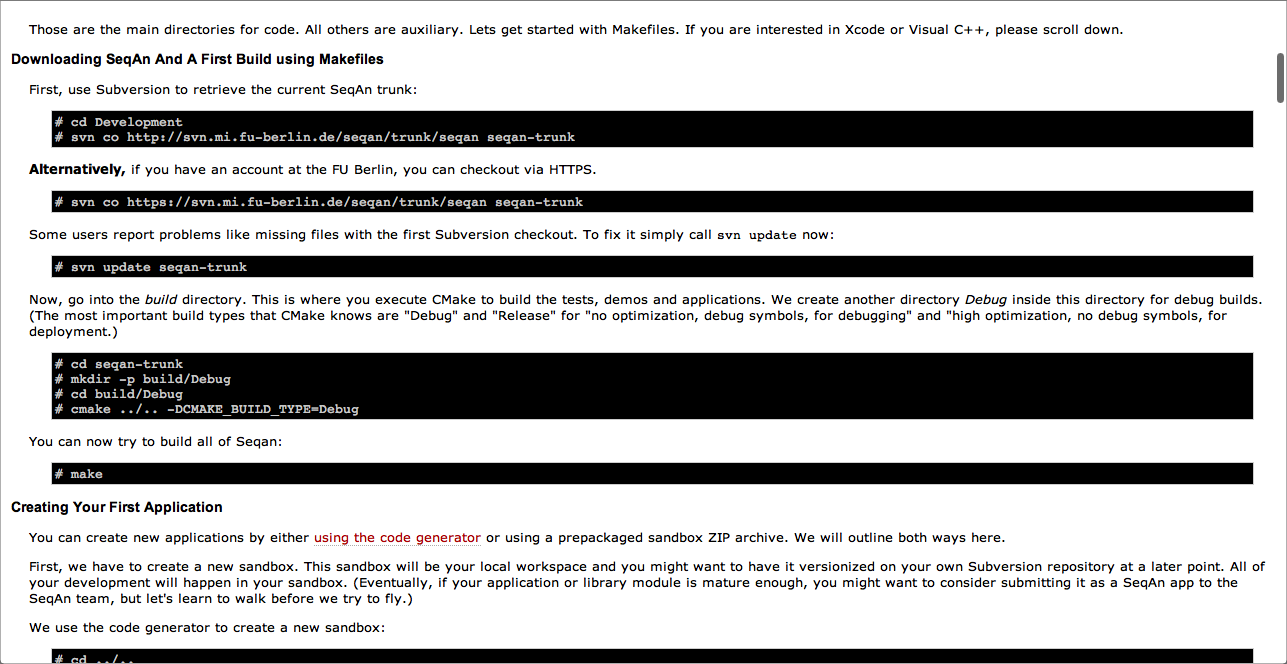 Those are the main directories for code. All others are auxiliary. Lets get started with Makefiles. If you are interested in Xcode or Visual C++, please scroll down.
Downloading SeqAn And A First Build using Makefiles
First, use Subversion to retrieve the current SeqAn trunk:
# cd Development
# svn co http://svn.mi.fu-berlin.de/seqan/trunk/seqan seqan-trunk
Alternatively, if you have an account at the FU Berlin, you can checkout via HTTPS.
# svn co https://svn.mi.fu-berlin.de/seqan/trunk/seqan seqan-trunk
Some users report problems like missing files with the first Subversion checkout. To fix it simply call svn update now:
# svn update seqan-trunk
Now, go into the build directory. This is where you execute CMake to build the tests, demos and applications. We create another directory Debug inside this directory for debug builds.
(The most important build types that CMake knows are "Debug" and "Release" for "no optimization, debug symbols, for debugging" and "high optimization, no debug symbols, for
deployment.)
# cd seqan-trunk
# mkdir -p build/Debug
# cd build/Debug
# cmake ../.. -DCMAKE_BUILD_TYPE=Debug
You can now try to build all of Seqan:
# make
Creating Your First Application
You can create new applications by either using the code generator or using a prepackaged sandbox ZIP archive. We will outline both ways here.
First, we have to create a new sandbox. This sandbox will be your local workspace and you might want to have it versionized on your own Subversion repository at a later point. All of
your development will happen in your sandbox. (Eventually, if your application or library module is mature enough, you might want to consider submitting it as a SeqAn app to the
SeqAn team, but let's learn to walk before we try to fly.)
We use the code generator to create a new sandbox:
# cd ../..